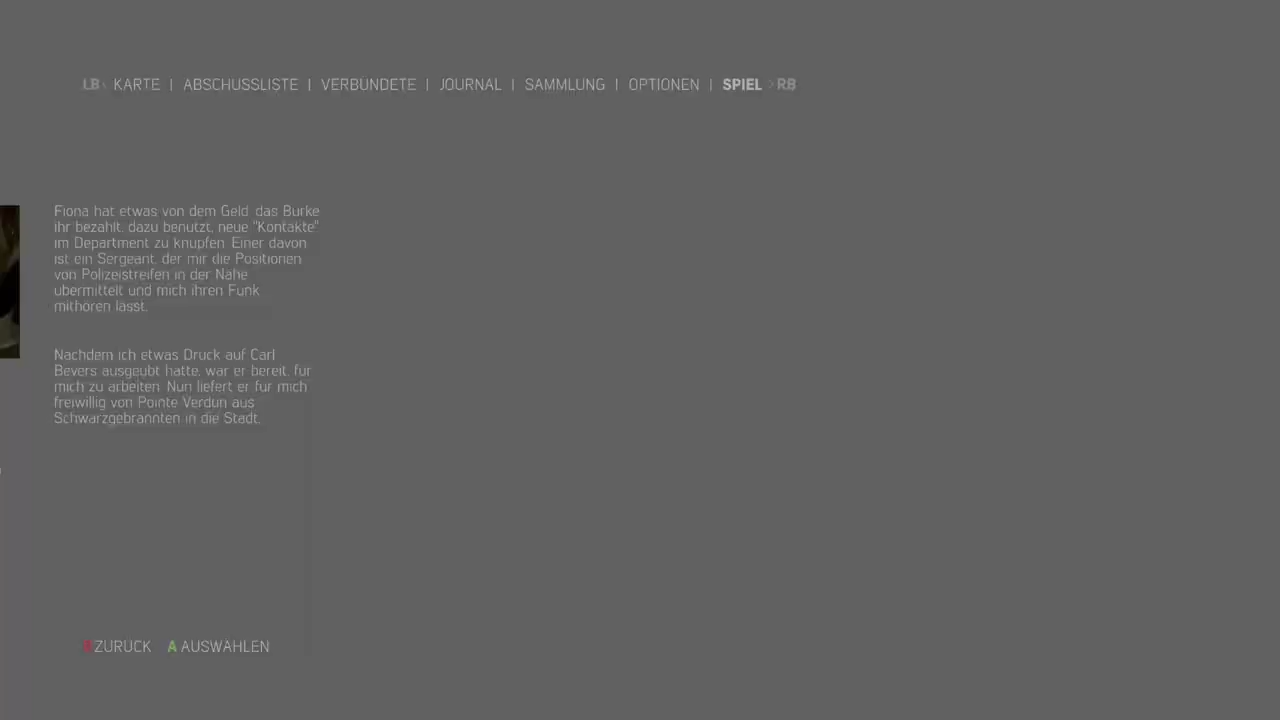 LB KARTE | ABSCHUSSLISTE | VERBUNDETE | JOURNAL | SAMMLUNG | OPTIONEN | SPIEL > RB
Fiona hat etwas von dem Geld, das Burke
ihr bezahlt, dazu benutzt, neue "Kontakte"
im Department zu knüpfen. Einer davon
ist ein Sergeant, der mir die Positionen
von Polizeistreifen in der Nähe
übermittelt und mich ihren Funk
mithören lässt.
Nachdem ich etwas Druck auf Carl
Bevers ausgeübt hatte, war er bereit, für
mich zu arbeiten. Nun liefert er für mich
freiwillig von Pointe Verdun aus
Schwarzgebrannten in die Stadt.
ZURÜCK A AUSWÄHLEN